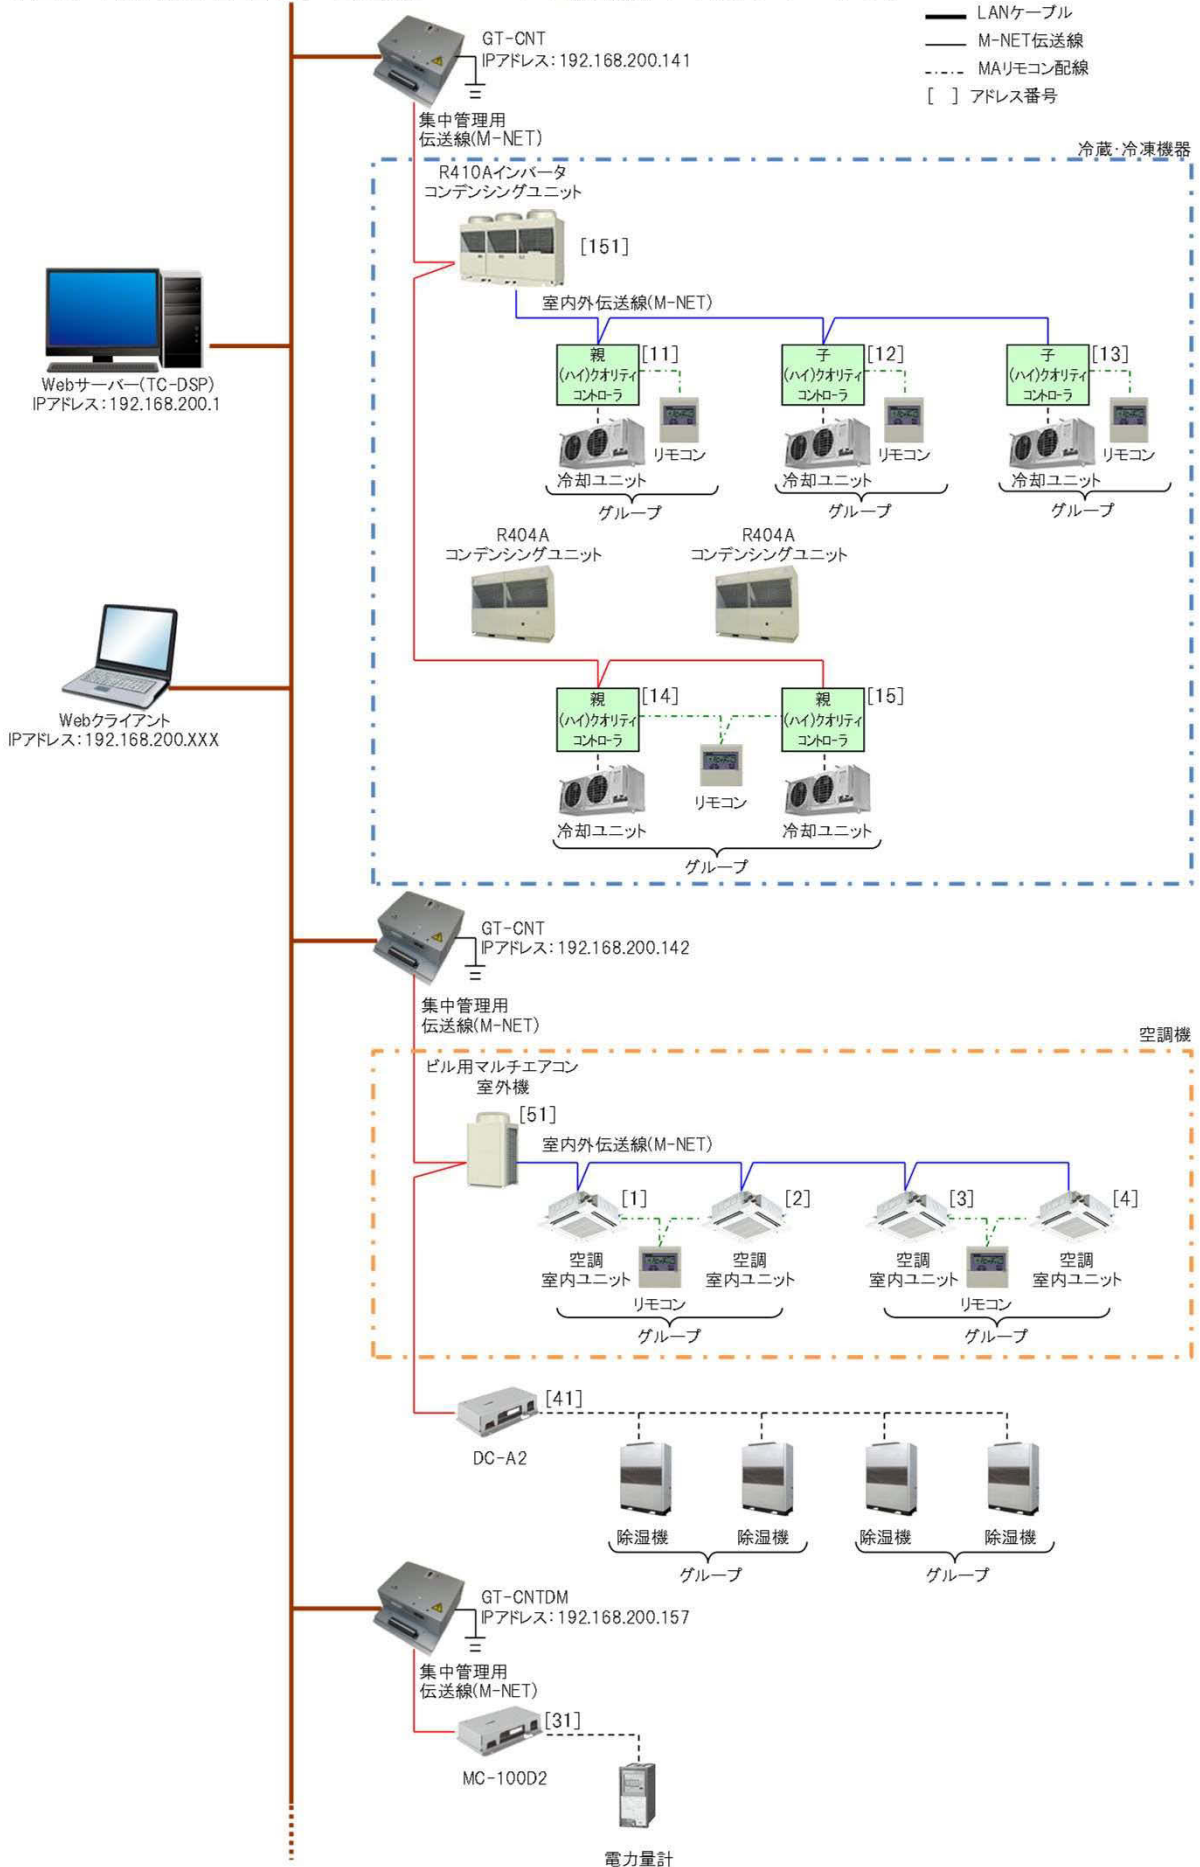 LANケーブル
M-NET伝送線
MAリモコン配線
[ ] アドレス番号
GT-CNT
IPアドレス：192.168.200.141
集中管理用
伝送線(M-NET)
冷蔵・冷凍機器
R410Aインバータ
コンデンシングユニット
[151]
室内外伝送線(M-NET)
Webサーバー(TC-DSP)
IPアドレス：192.168.200.1
親
(ハイ)クオリティ
コントローラ
[11]
リモコン
冷却ユニット
グループ
子
(ハイ)クオリティ
コントローラ
[12]
リモコン
冷却ユニット
グループ
子
(ハイ)クオリティ
コントローラ
[13]
リモコン
冷却ユニット
グループ
R404A
コンデンシングユニット
R404A
コンデンシングユニット
Webクライアント
IPアドレス：192.168.200.XXX
親
(ハイ)クオリティ
コントローラ
[14]
リモコン
親
(ハイ)クオリティ
コントローラ
[15]
冷却ユニット
冷却ユニット
グループ
GT-CNT
IPアドレス：192.168.200.142
集中管理用
伝送線(M-NET)
空調機
ビル用マルチエアコン
室外機
[51]
室内外伝送線(M-NET)
[1]
[2]
[3]
[4]
空調
室内ユニット
空調
室内ユニット
空調
室内ユニット
空調
室内ユニット
リモコン
リモコン
グループ
グループ
[41]
DC-A2
除湿機
除湿機
除湿機
除湿機
グループ
グループ
GT-CNTDM
IPアドレス：192.168.200.157
集中管理用
伝送線(M-NET)
[31]
MC-100D2
電力量計